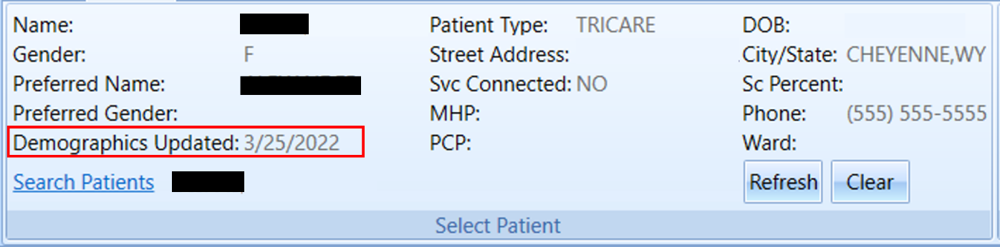 Name: Patient Type: TRICARE DOB:
Gender: F Street Address: City/State: CHEYENNE,WY
Preferred Name: Svc Connected: NO Sc Percent:
Preferred Gender: MHP: Phone: (555) 555-5555
Demographics Updated: 3/25/2022 PCP: Ward:
Search Patients Refresh Clear
Select Patient